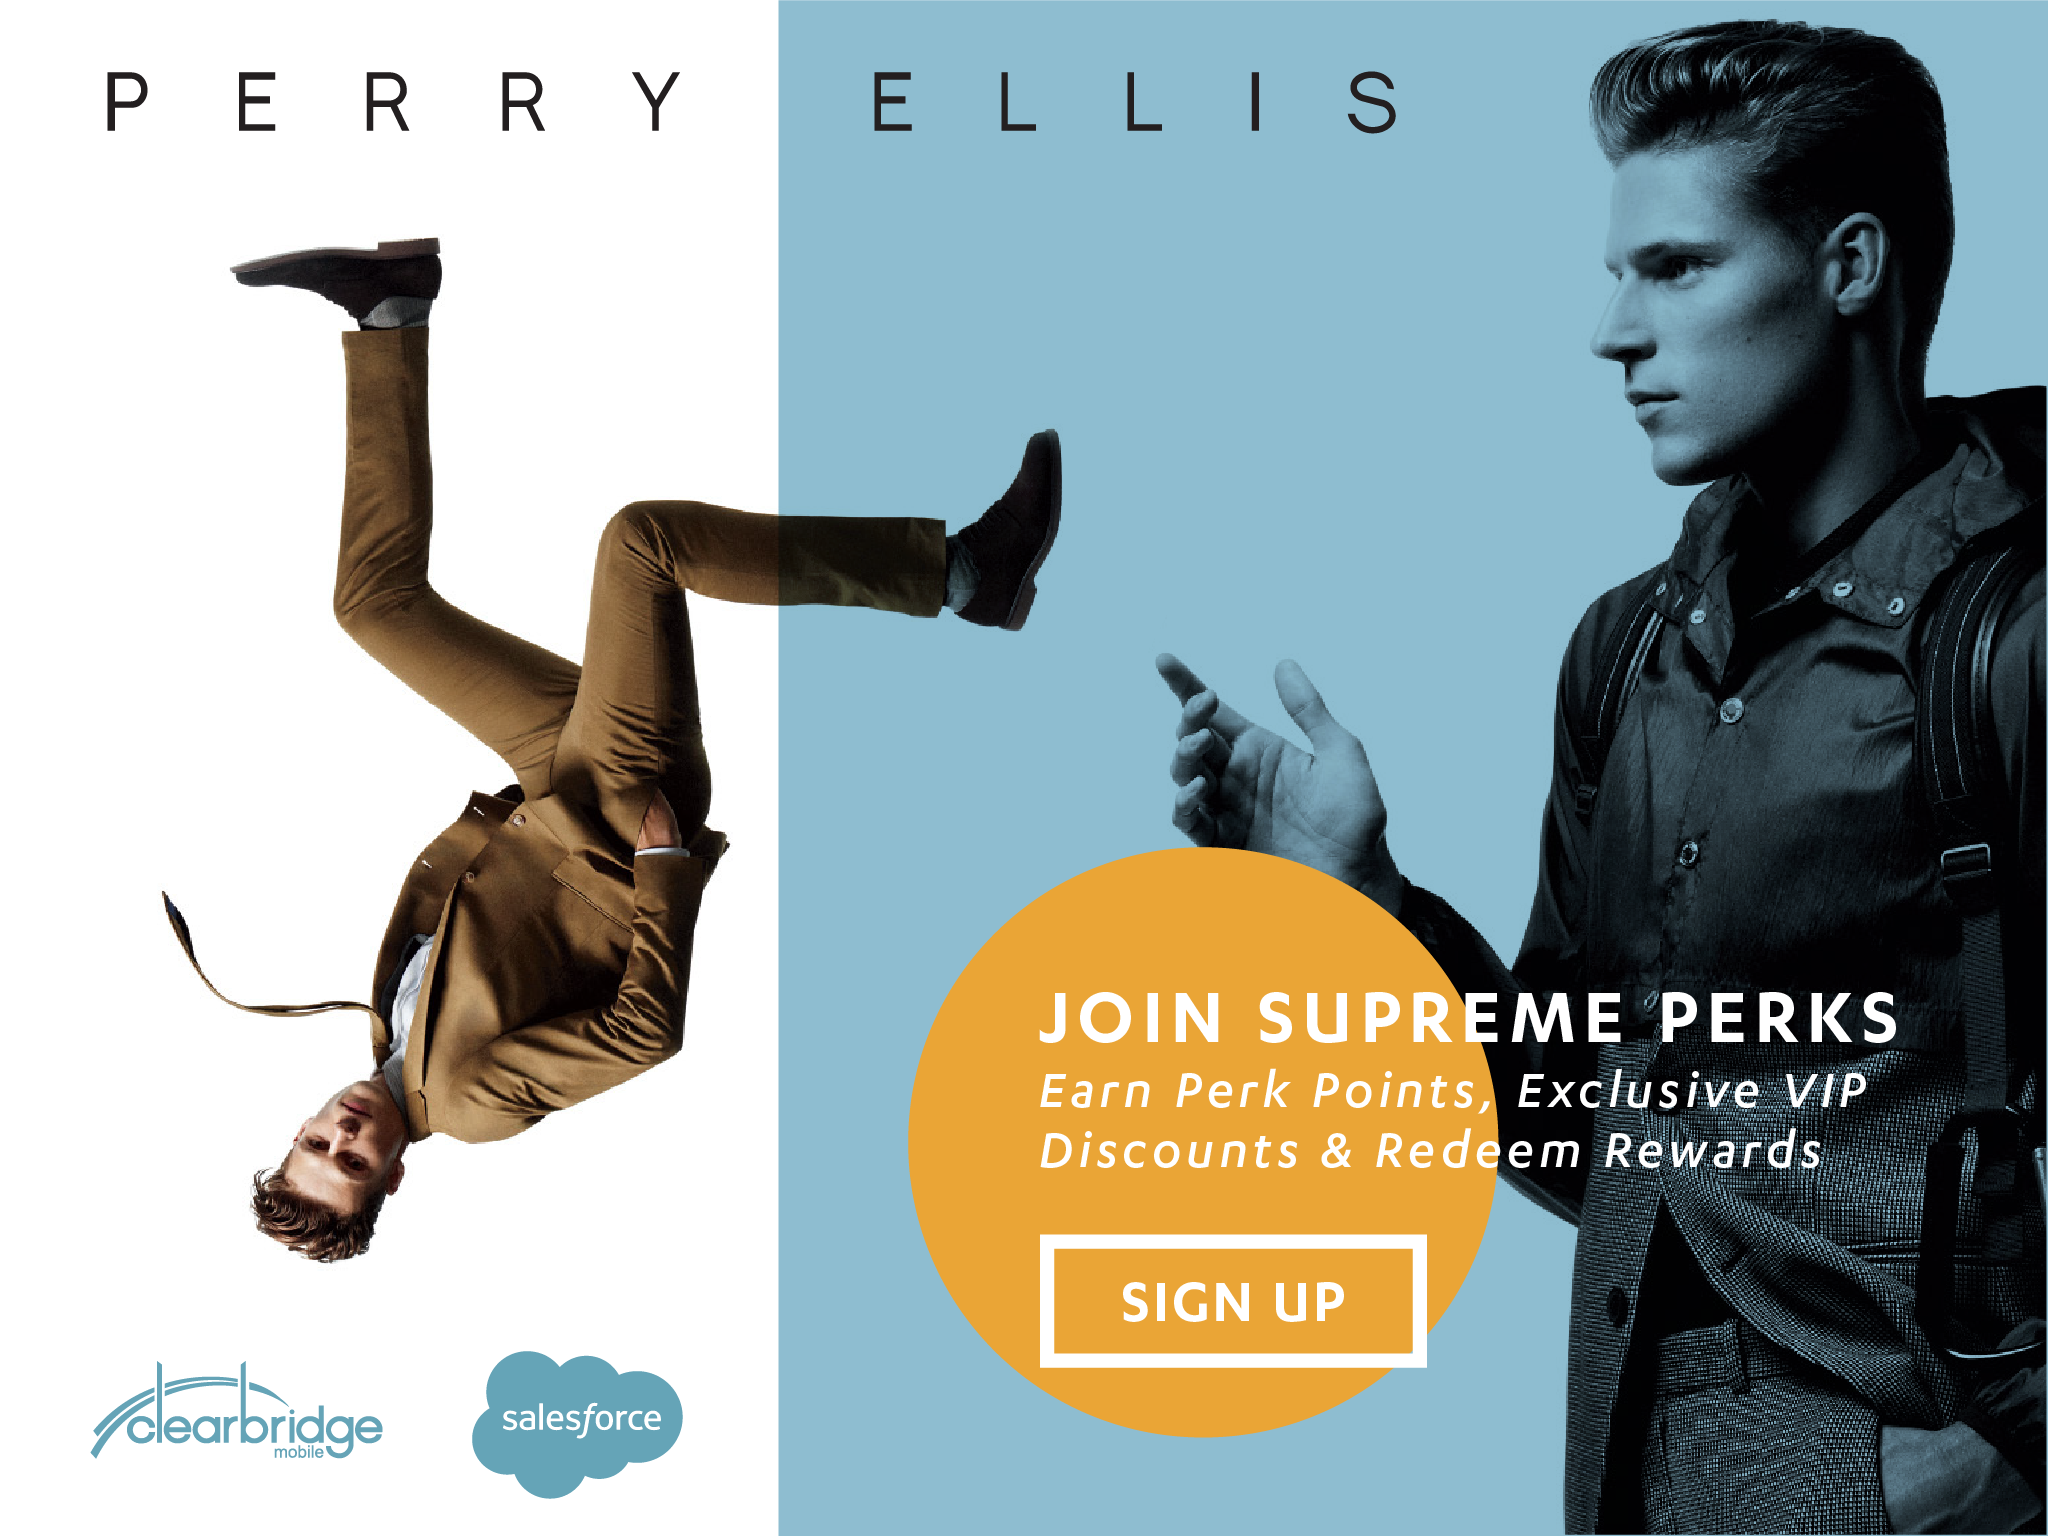 PERRY ELLIS
JOIN SUPREME PERKS
Earn Perk Points, Exclusive VIP
Discounts & Redeem Rewards
SIGN UP
clearbridge
mobile
salesforce